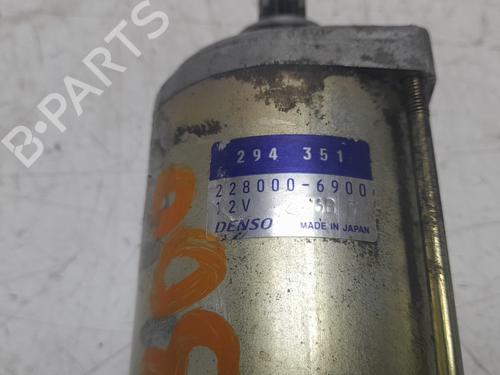 B-PARTS
294 351
228000-6900
12V
DENSO MADE IN JAPAN